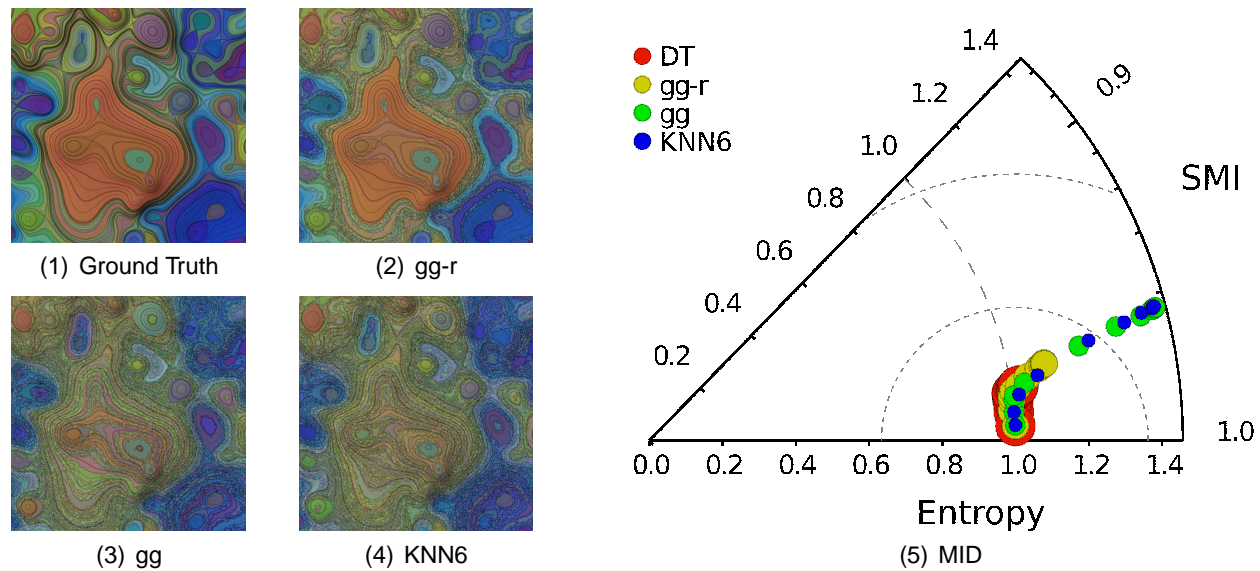 (1) Ground Truth
(2) gg-r
(3) gg
(4) KNN6
DT
gg-r
gg
KNN6
1.4
1.2
1.0
0.8
0.6
0.4
0.2
0.9
SMI
1.0
0.0 0.2 0.4 0.6 0.8 1.0 1.2 1.4
Entropy
(5) MID